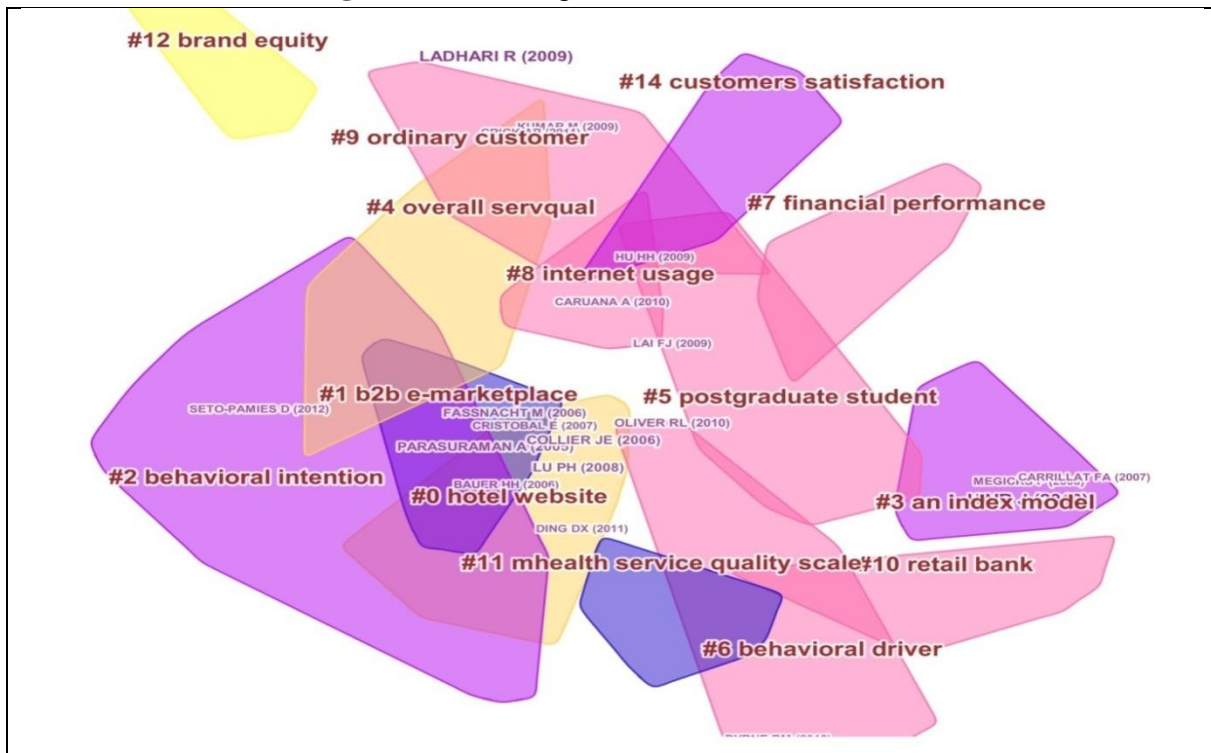 #12 brand equity
LADHARI R (2009)
#14 customers satisfaction
KUMAR M (2009)
#9 ordinary customer
#4 overall servqual
#7 financial performance
HU HH (2009)
#8 internet usage
CARUANA A (2010)
LAI FJ (2009)
#1 b2b e-marketplace
#5 postgraduate student
SETO-PAMIES D (2012)
FASSNACHT M (2006)
CRISTOBAL E (2007)
OLIVER RL (2010)
COLLIER JE (2006)
PARASURAMAN A (2005)
LU PH (2008)
#2 behavioral intention
BAUER HH (2006)
#0 hotel website
CARRILLAT FA (2007)
#3 an index model
DING DX (2011)
#11 mhealth service quality scale
#10 retail bank
#6 behavioral driver